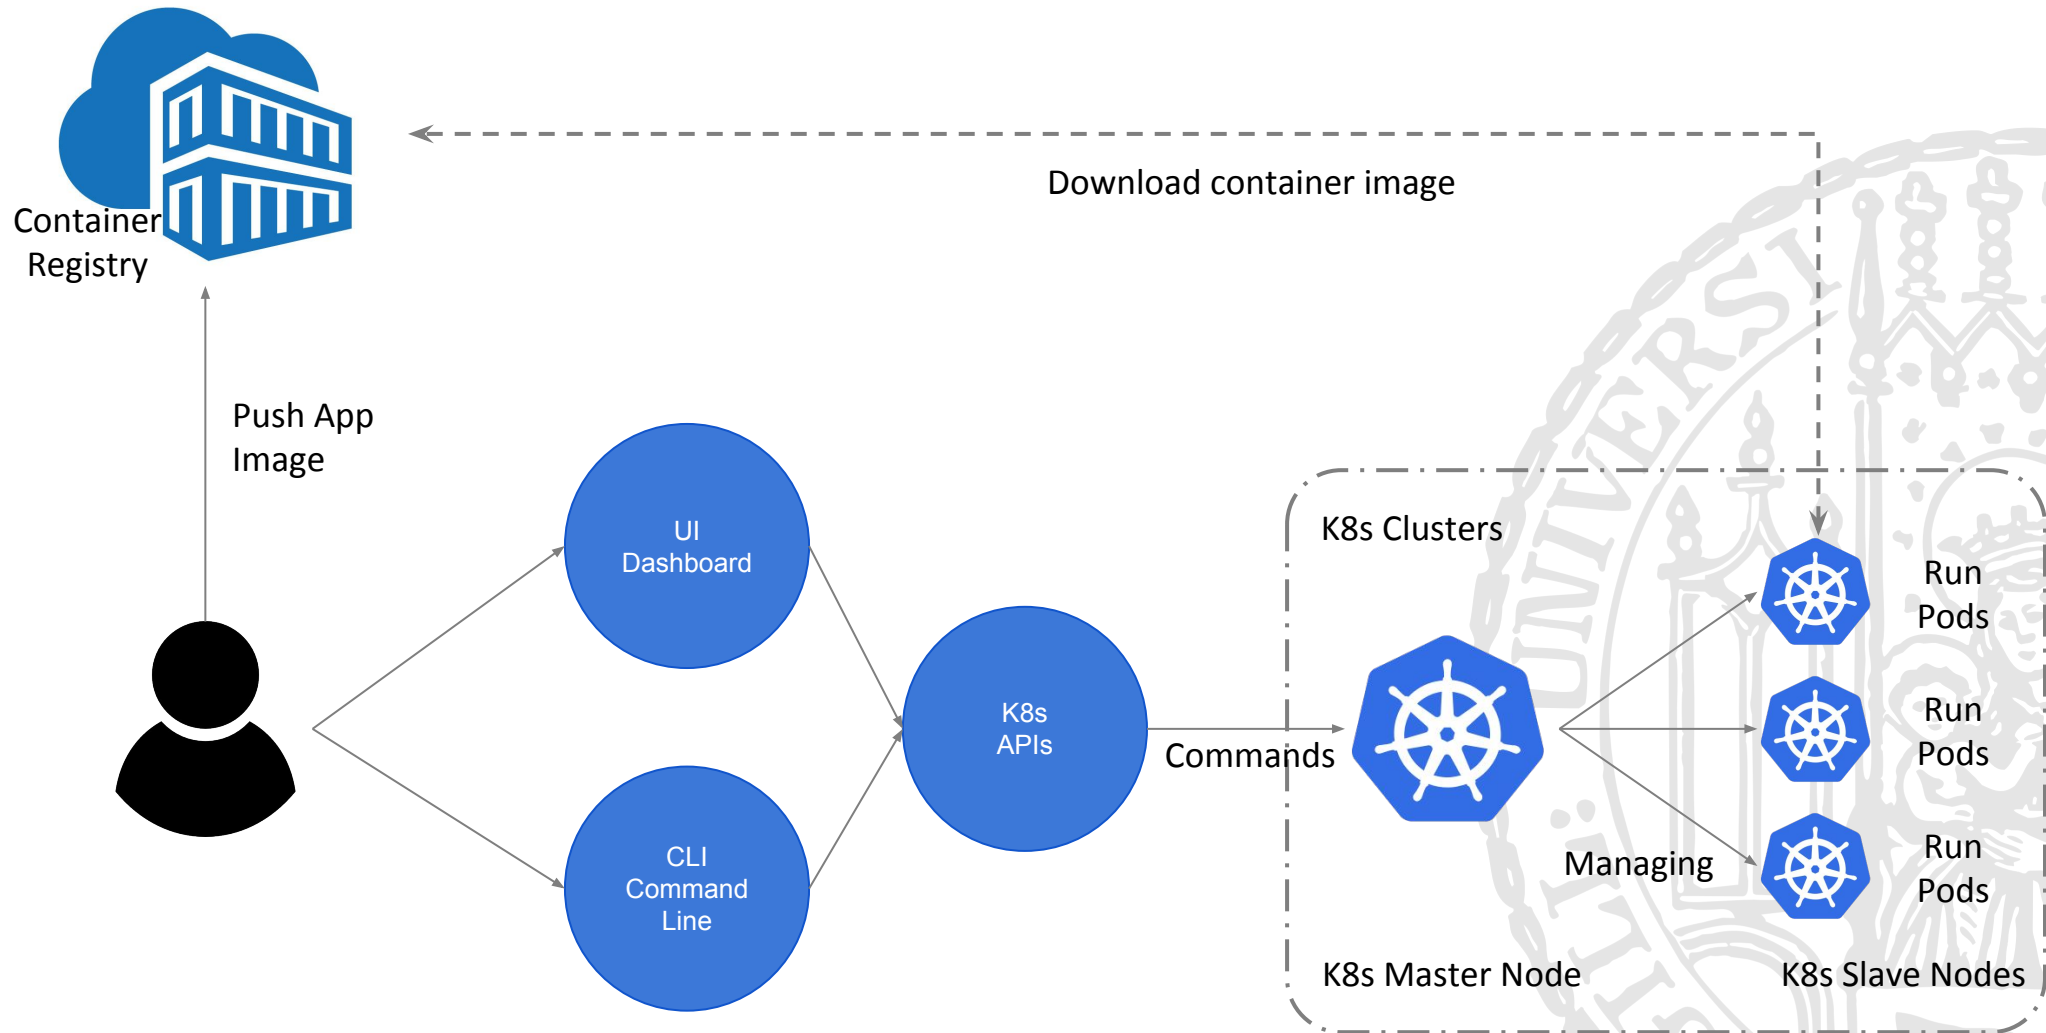 Container
Registry
Download container image
Push App
Image
UI
Dashboard
CLI
Command
Line
K8s
APIs
Commands
K8s Clusters
Run
Pods
Run
Pods
Managing
Run
Pods
K8s Master Node
K8s Slave Nodes
UNIVERSI